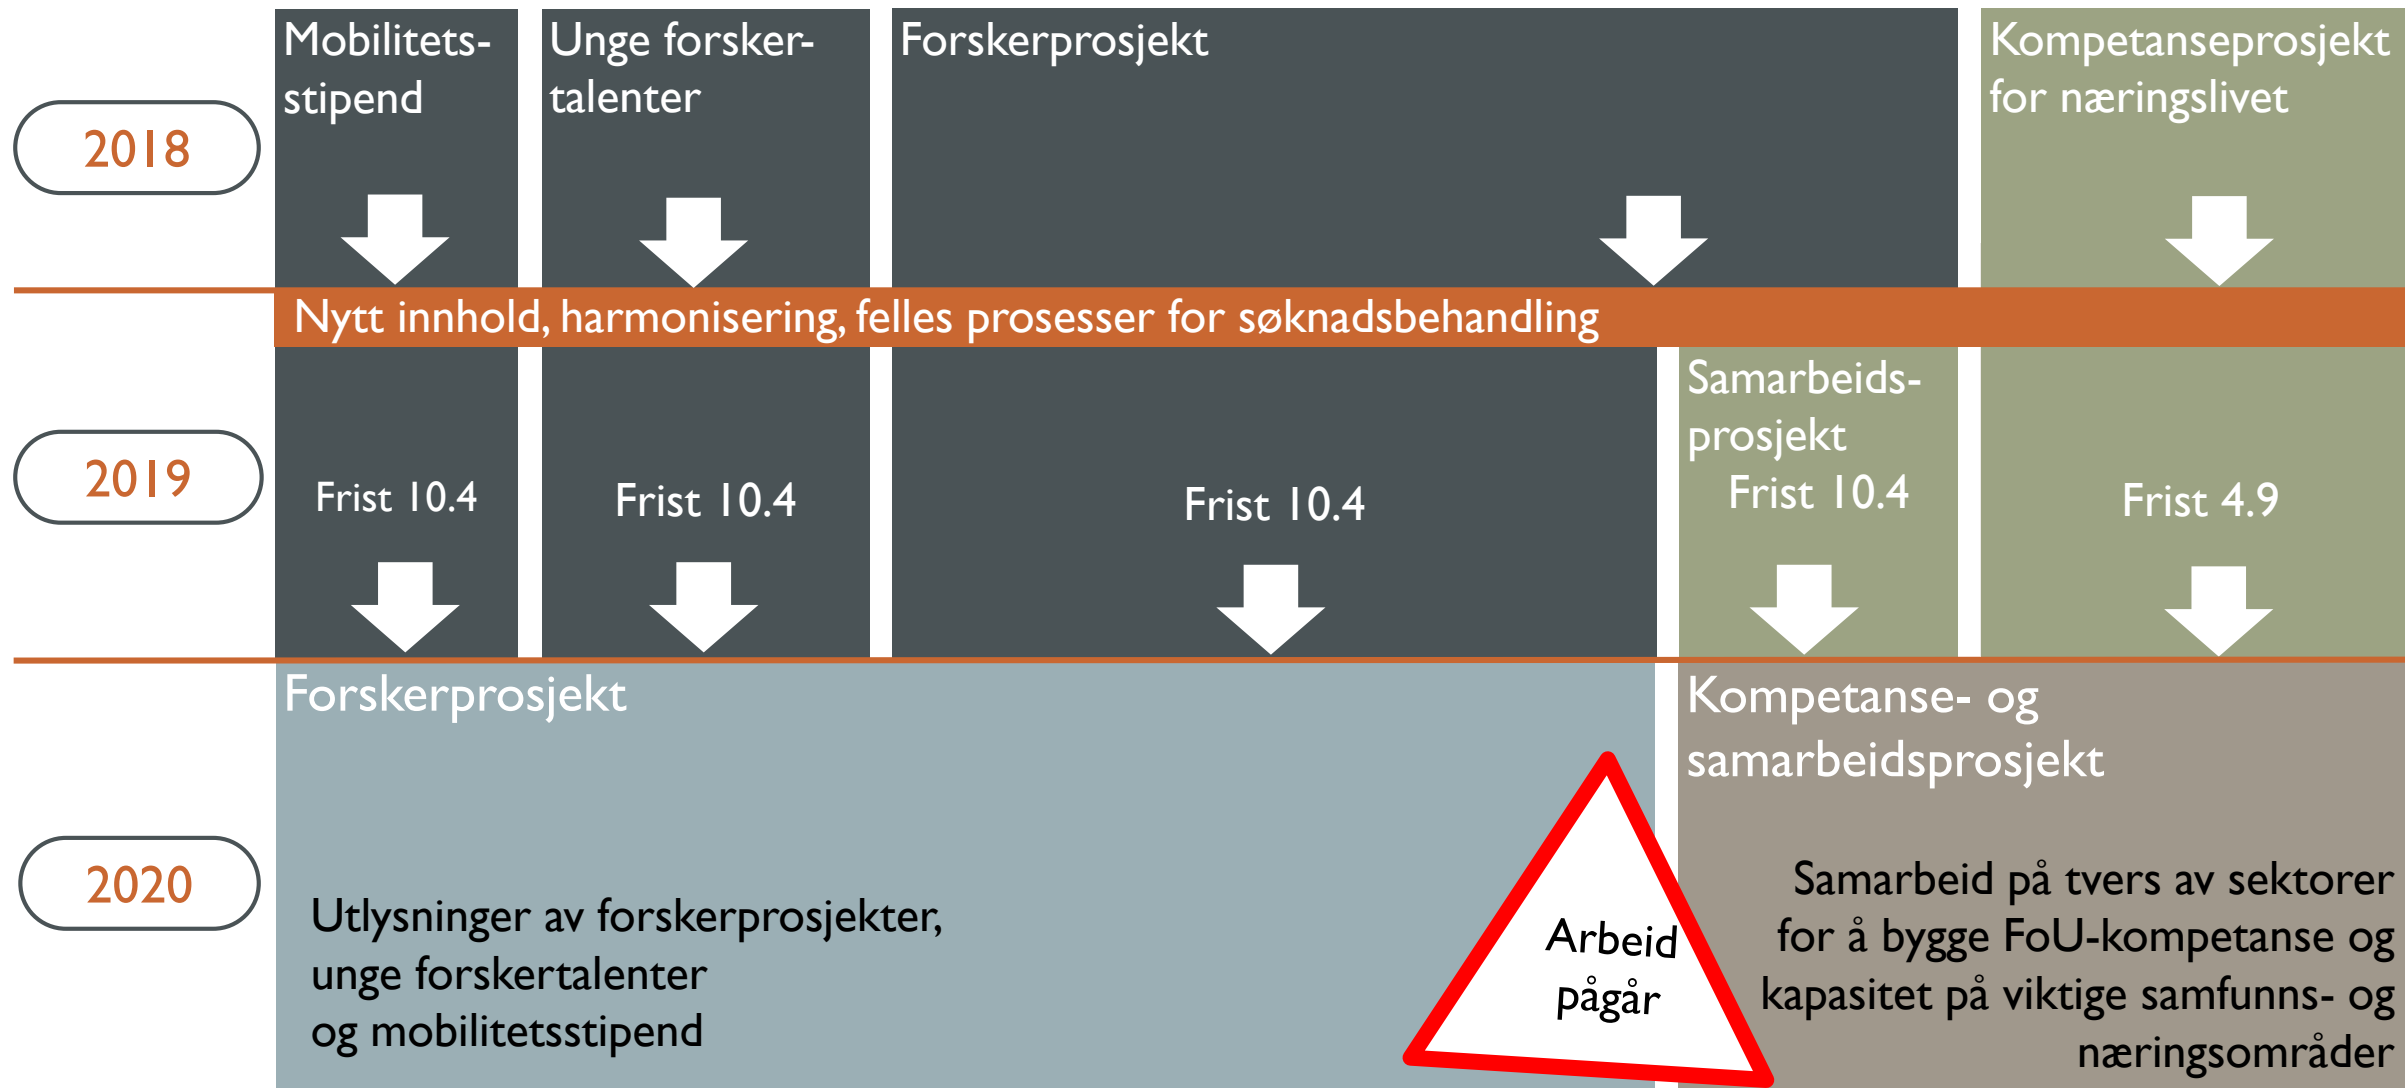 2018
Mobilitets-
stipend
Unge forsker-
talenter
Forskerprosjekt
Kompetanseprosjekt
for næringslivet
Nytt innhold, harmonisering, felles prosesser for søknadsbehandling
2019
Frist 10.4
Frist 10.4
Frist 10.4
Samarbeids-
prosjekt
Frist 10.4
Frist 4.9
2020
Forskerprosjekt
Utlysninger av forskerprosjekter,
unge forskertalenter
og mobilitetsstipend
Arbeid
pågår
Kompetanse- og
samarbeidsprosjekt
Samarbeid på tvers av sektorer
for å bygge FoU-kompetanse og
kapasitet på viktige samfunns- og
næringsområder